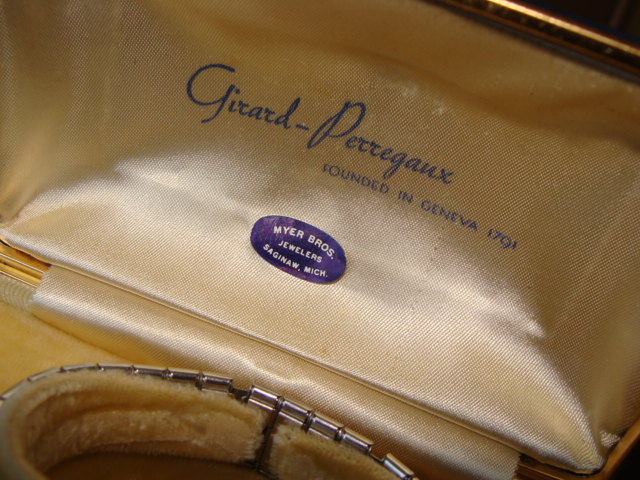 Girard-Perregaux
FOUNDED IN GENEVA 1791
MYER BROS.
JEWELERS
SAGINAW, MICH.